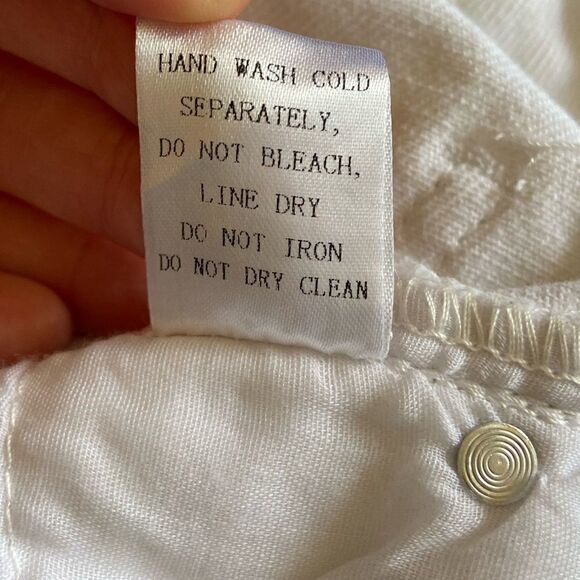 HAND WASH COLD
SEPARATELY,
DO NOT BLEACH,
LINE DRY
DO NOT IRON
DO NOT DRY CLEAN